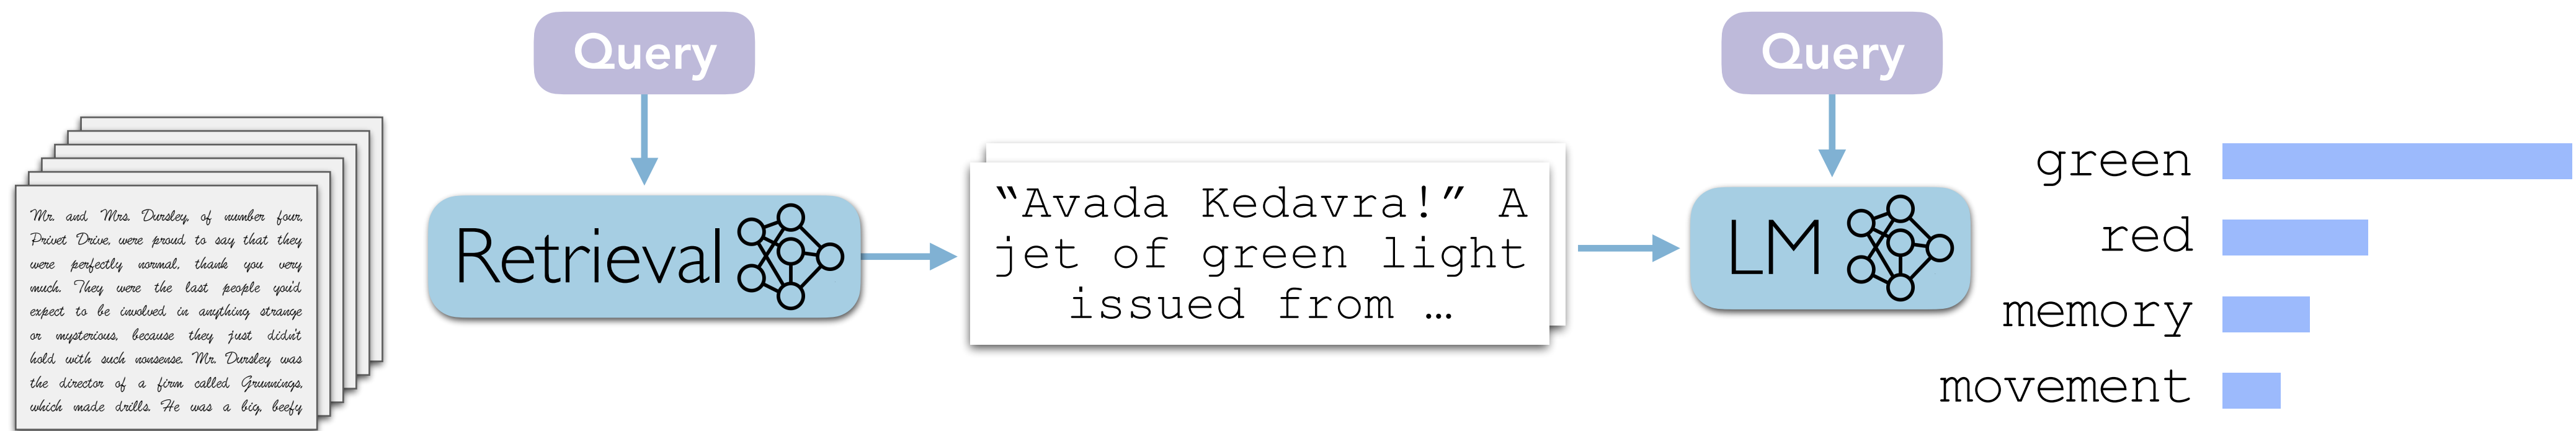 Mr. and Mrs. Dursley, of number four,
Privet Drive, were proud to say that they
were perfectly normal, thank you very
much. They were the last people you'd
expect to be involved in anything strange
or mysterious, because they just didn't
hold with such nonsense. Mr. Dursley was
the director of a firm called Grunnings,
which made drills. He was a big, beefy
Query
Retrieval
“Avada Kedavra!” A
jet of green light
issued from …
Query
LM
green
red
memory
movement